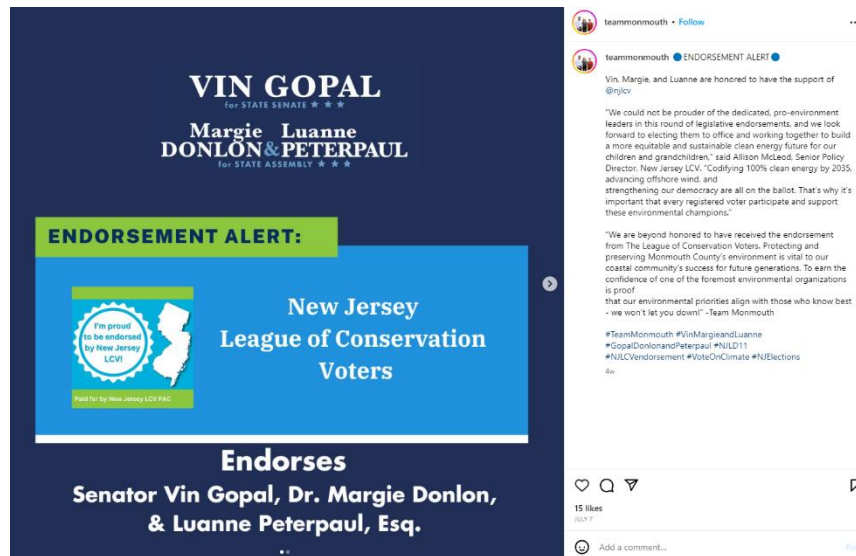 VIN GOPAL
for STATE SENATE ★ ★ ★
Margie Luanne
DONLON & PETERPAUL
for STATE ASSEMBLY ★ ★ ★
ENDORSEMENT ALERT:
I'm proud
to be endorsed
by New Jersey
LCV!
Paid for by New Jersey LCV PAC
New Jersey
League of Conservation
Voters
Endorses
Senator Vin Gopal, Dr. Margie Donlon,
& Luanne Peterpaul, Esq.
teammonmouth • Follow
teammonmouth 🔵ENDORSEMENT ALERT🔵
Vin, Margie, and Luanne are honored to have the support of
@njlcv
"We could not be prouder of the dedicated, pro-environment
leaders in this round of legislative endorsements, and we look
forward to electing them to office and working together to build
a more equitable and sustainable clean energy future for our
children and grandchildren," said Allison McLeod, Senior Policy
Director, New Jersey LCV. "Codifying 100% clean energy by 2035,
advancing offshore wind, and
strengthening our democracy are all on the ballot. That's why it's
important that every registered voter participate and support
these environmental champions."
"We are beyond honored to have received the endorsement
from The League of Conservation Voters. Protecting and
preserving Monmouth County's environment is vital to our
coastal community's success for future generations. To earn the
confidence of one of the foremost environmental organizations
is proof
that our environmental priorities align with those who know best
- we won't let you down!" -Team Monmouth
#TeamMonmouth #VinMargieandLuanne
#GopalDonlonandPeterpaul #NJLD11
#NJLCVendorsement #VoteOnClimate #NJElections
4w
15 likes
JULY 7
Add a comment...